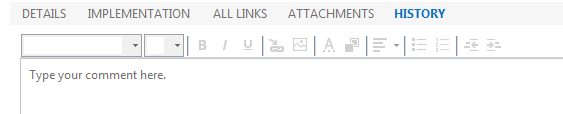 DETAILS IMPLEMENTATION ALL LINKS ATTACHMENTS HISTORY
B I U A
Type your comment here.